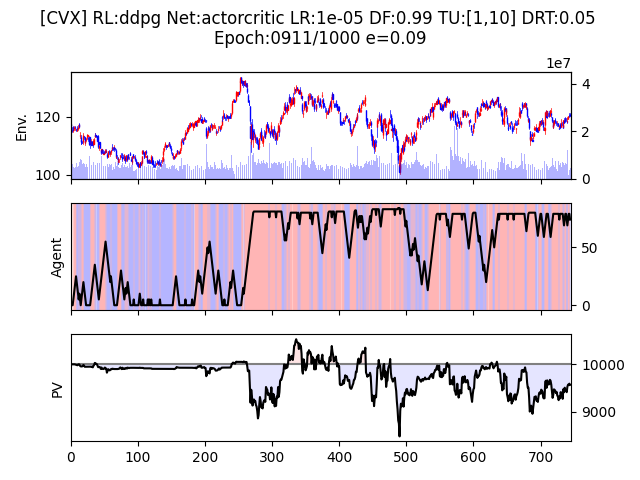 [CVX] RL:ddpg Net:actorcritic LR:1e-05 DF:0.99 TU:[1,10] DRT:0.05
Epoch:0911/1000 e=0.09
1e7
Env.
120
100
4
2
0
Agent
50
0
PV
10000
9000
0 100 200 300 400 500 600 700